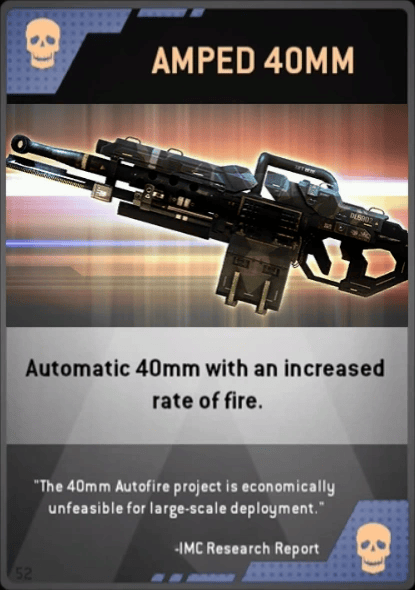 AMPED 40MM
Automatic 40mm with an increased
rate of fire.
"The 40mm Autofire project is economically
unfeasible for large-scale deployment."
-IMC Research Report
52